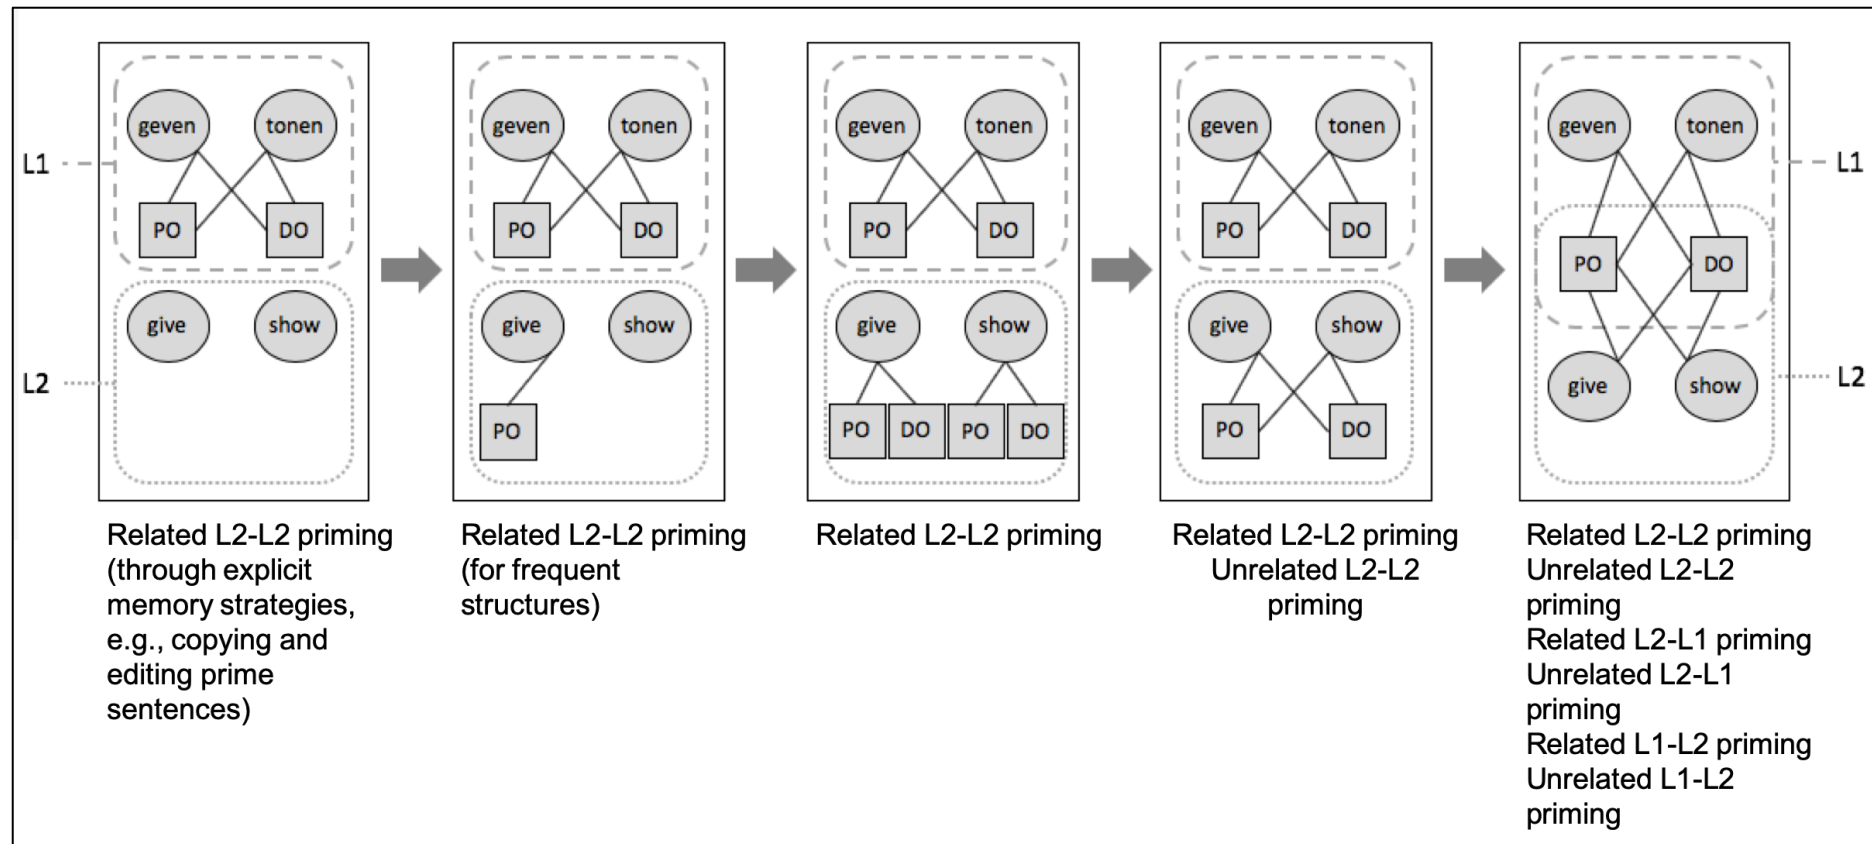 geven tonen
PO DO
give show
geven tonen
PO DO
give show
PO
geven tonen
PO DO
give show
PO DO PO DO
geven tonen
PO DO
give show
PO DO
geven tonen
PO DO
give show
L1
L2
L1
L2
Related L2-L2 priming
(through explicit
memory strategies,
e.g., copying and
editing prime
sentences)
Related L2-L2 priming
(for frequent
structures)
Related L2-L2 priming
Related L2-L2 priming
Unrelated L2-L2
priming
Related L2-L2 priming
Unrelated L2-L2
priming
Related L2-L1 priming
Unrelated L2-L1
priming
Related L1-L2 priming
Unrelated L1-L2
priming